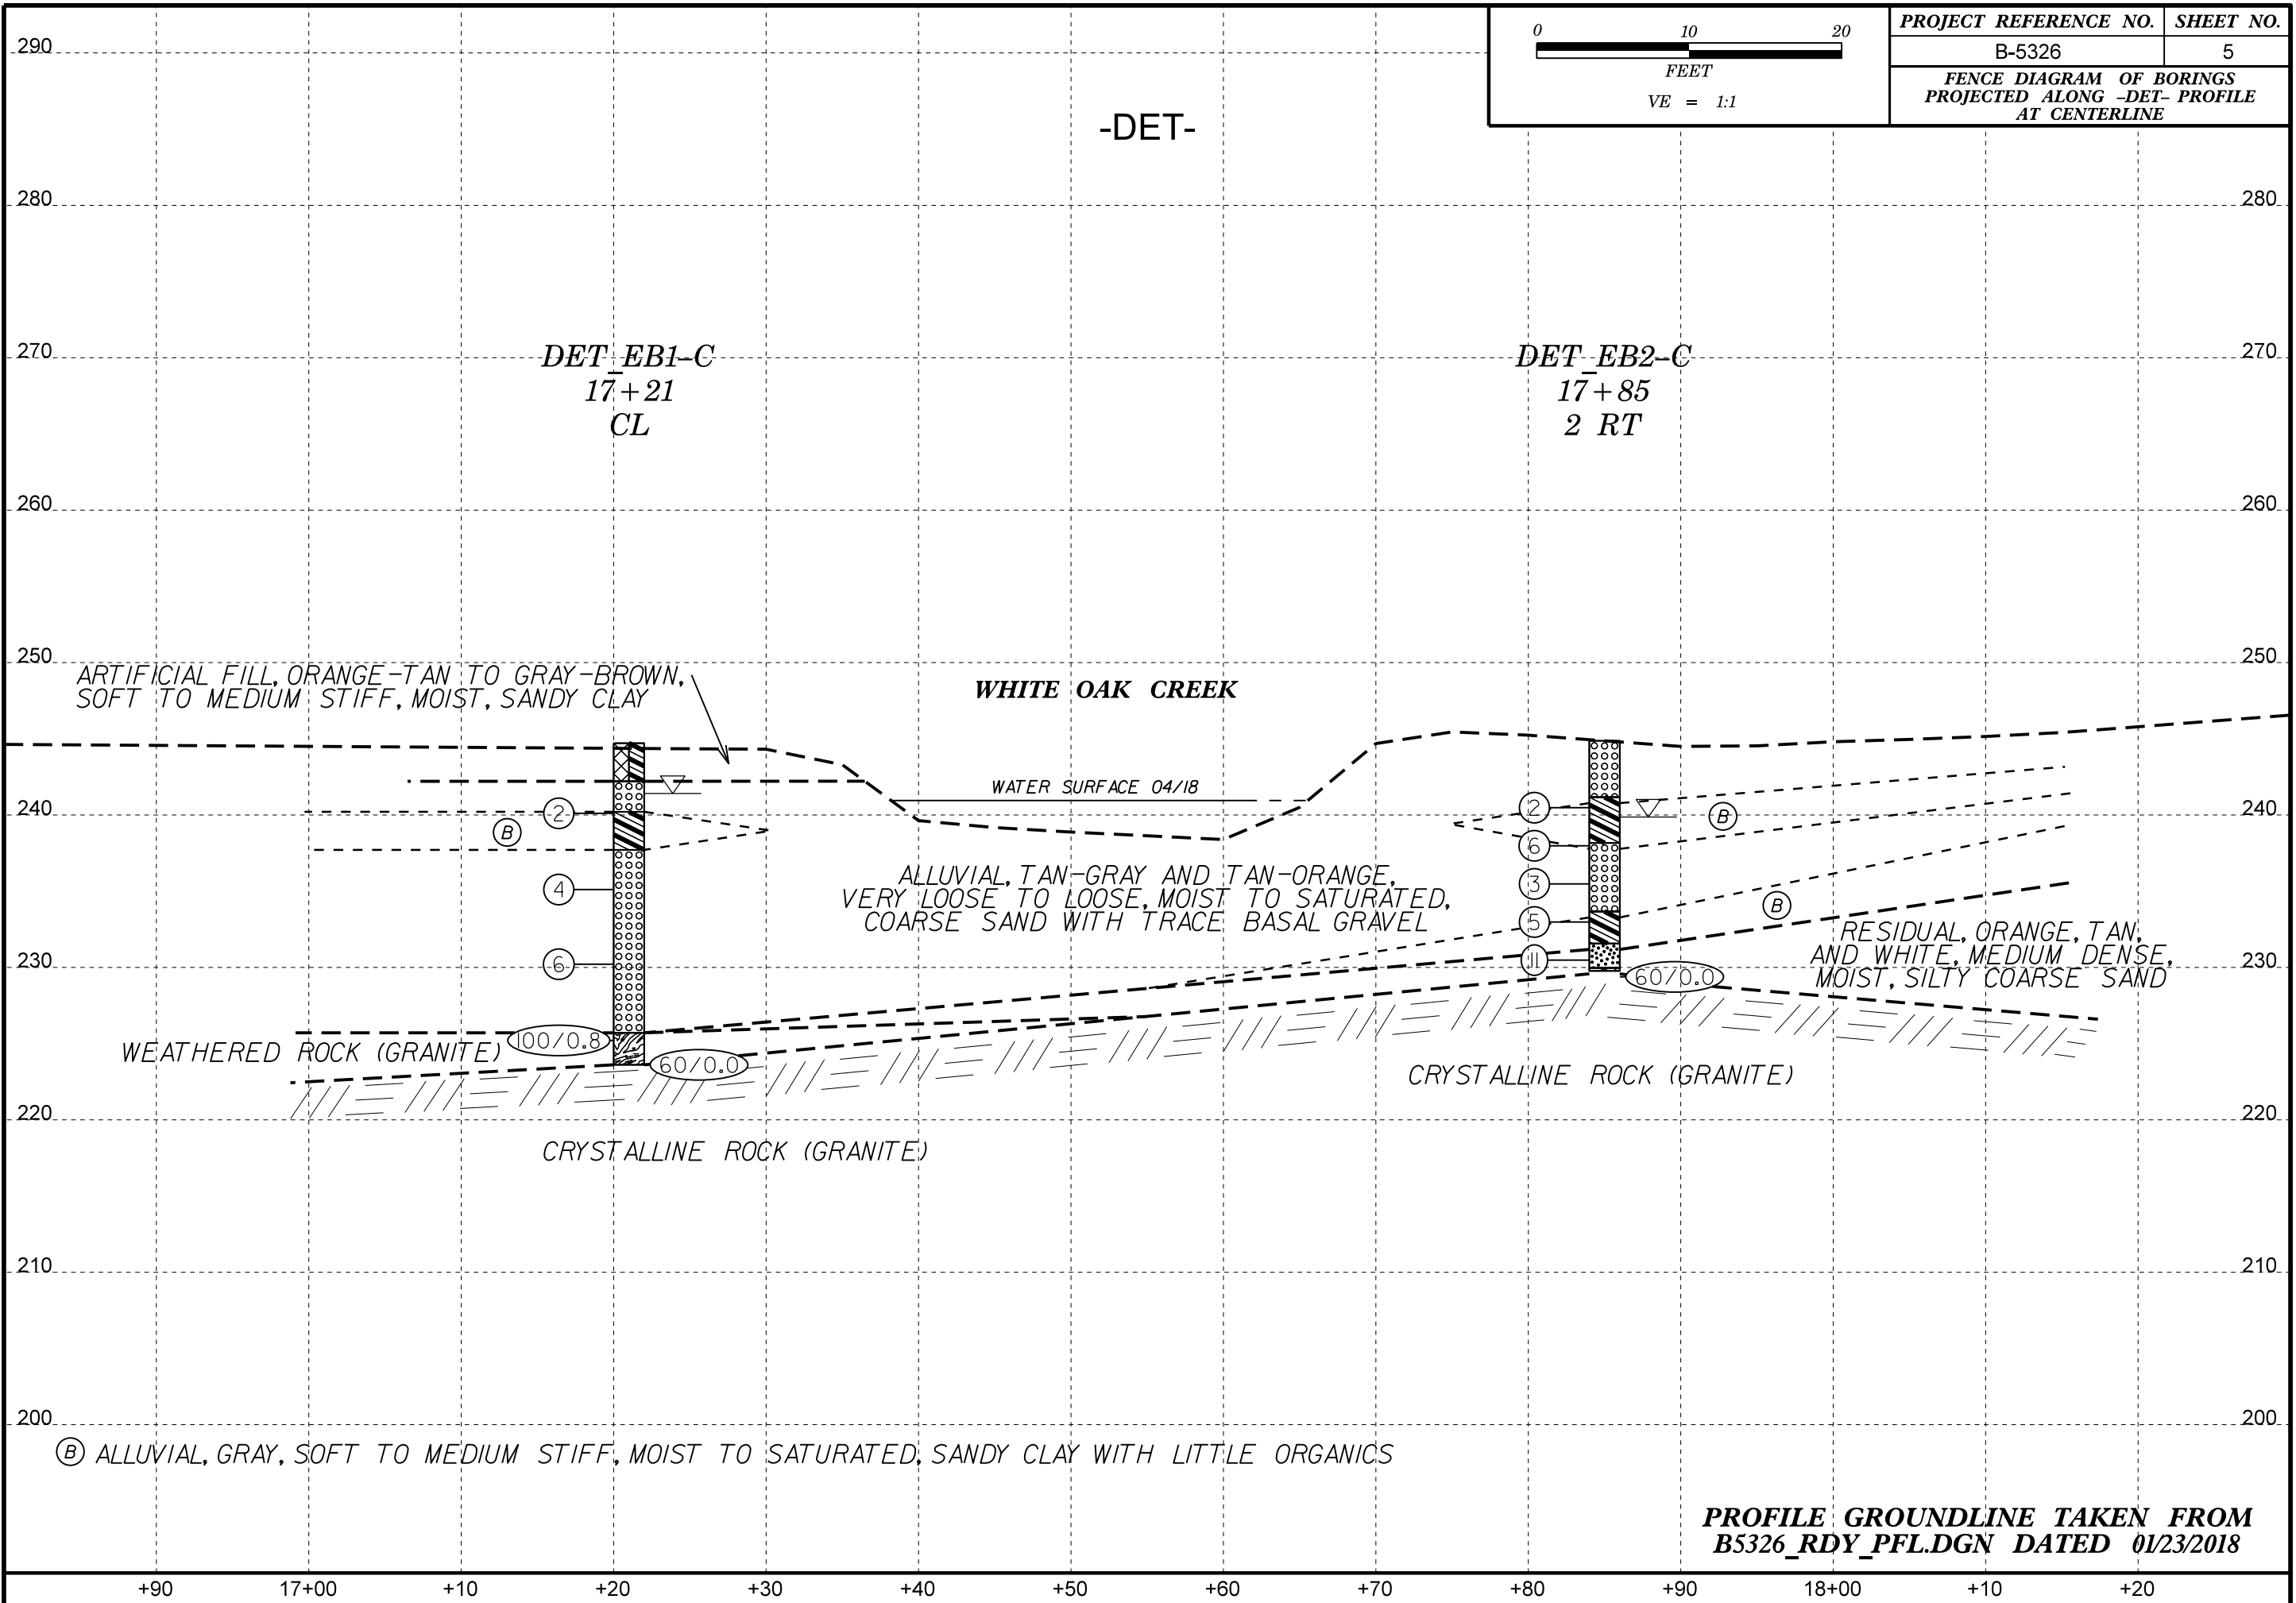 0 10 20
FEET
VE = 1:1
PROJECT REFERENCE NO. SHEET NO.
B-5326 5
FENCE DIAGRAM OF BORINGS
PROJECTED ALONG -DET- PROFILE
AT CENTERLINE
290
-DET-
280 280
270 270
DET_EB1-C
17+21
CL
DET_EB2-C
17+85
2 RT
260 260
250 250
ARTIFICIAL FILL, ORANGE-TAN TO GRAY-BROWN,
SOFT TO MEDIUM STIFF, MOIST, SANDY CLAY
WHITE OAK CREEK
WATER SURFACE 04/18
240 240
2
B
4
6
2
6
3
5
11
B
B
ALLUVIAL, TAN-GRAY AND TAN-ORANGE,
VERY LOOSE TO LOOSE, MOIST TO SATURATED,
COARSE SAND WITH TRACE BASAL GRAVEL
RESIDUAL, ORANGE, TAN,
AND WHITE, MEDIUM DENSE,
MOIST, SILTY COARSE SAND
230 230
60/0.0
WEATHERED ROCK (GRANITE)
100/0.8
60/0.0
CRYSTALLINE ROCK (GRANITE)
220 220
CRYSTALLINE ROCK (GRANITE)
210 210
200 200
B ALLUVIAL, GRAY, SOFT TO MEDIUM STIFF, MOIST TO SATURATED, SANDY CLAY WITH LITTLE ORGANICS
PROFILE GROUNDLINE TAKEN FROM
B5326_RDY_PFL.DGN DATED 01/23/2018
+90 17+00 +10 +20 +30 +40 +50 +60 +70 +80 +90 18+00 +10 +20